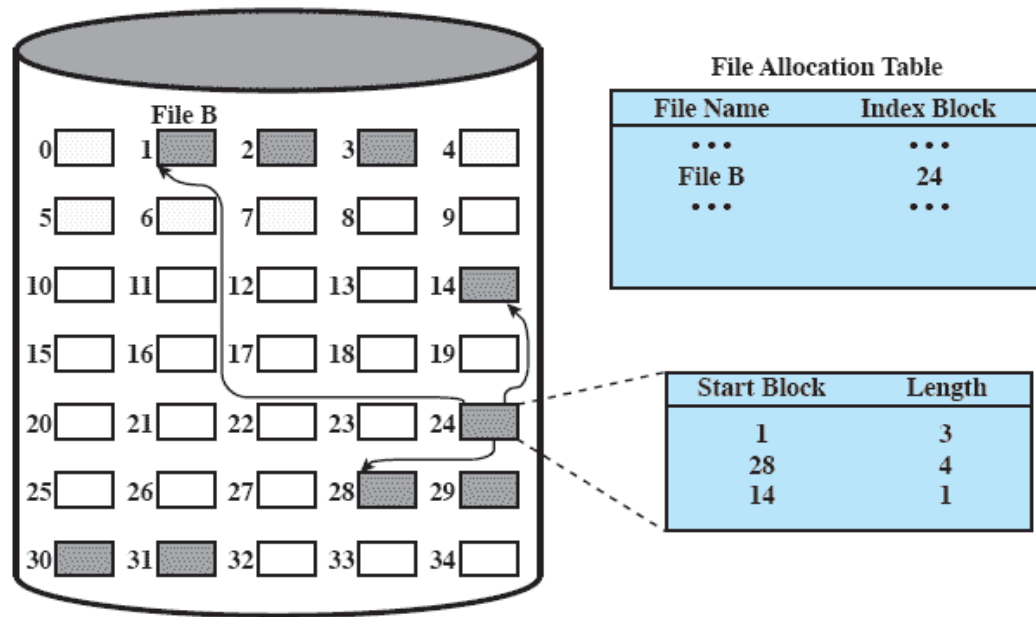 File B
0 1 2 3 4
5 6 7 8 9
10 11 12 13 14
15 16 17 18 19
20 21 22 23 24
25 26 27 28 29
30 31 32 33 34
File Allocation Table
File Name Index Block
••• •••
File B 24
••• •••
Start Block Length
1 3
28 4
14 1